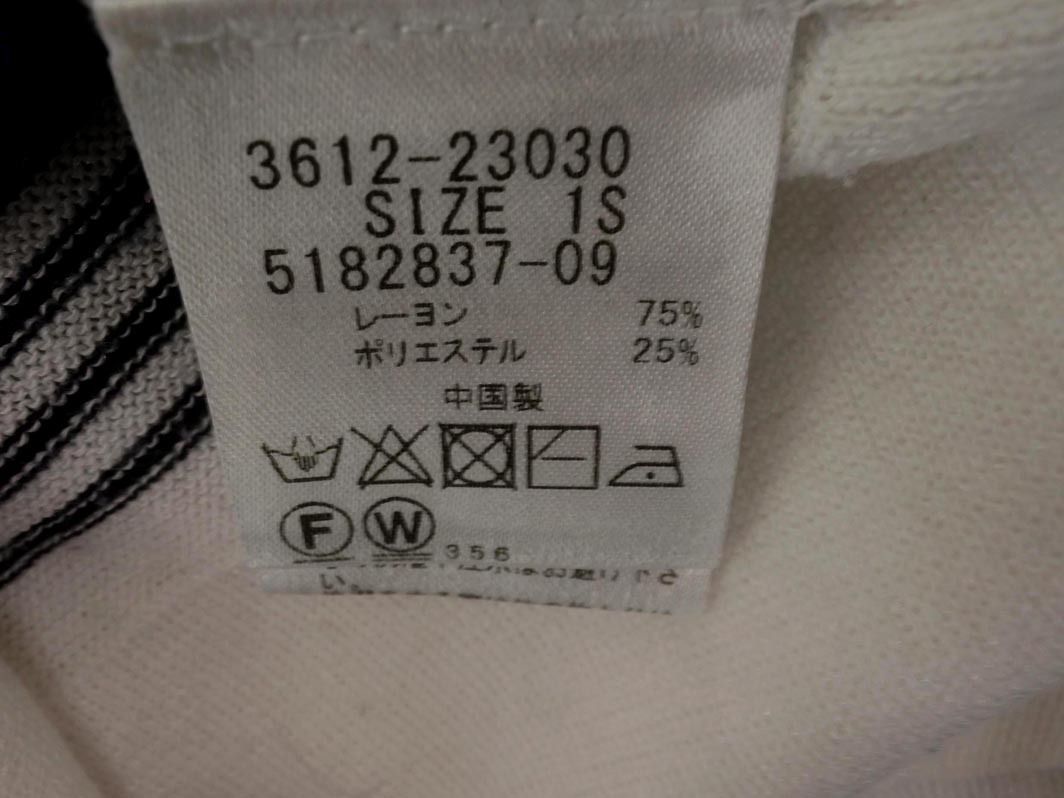 3612-23030
SIZE 1S
5182837-09
レーヨン 75%
ポリエステル 25%
中国製
F W 356
い